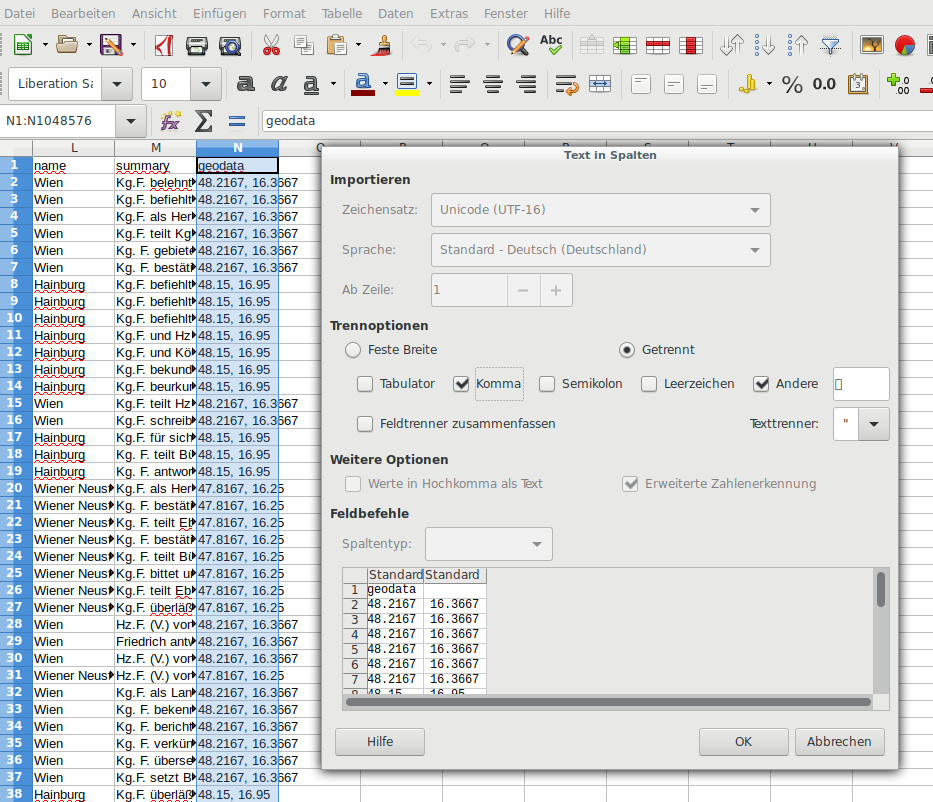 Datei Bearbeiten Ansicht Einfügen Format Tabelle Daten Extras Fenster Hilfe
Abc
Liberation Sa 10 a a a a % 0.0 .00
N1:N1048576 fx Σ = geodata
L M N
1 name summary geodata
2 Wien Kg.F. belehnt 48.2167, 16.3667
3 Wien Kg.F. befiehlt 48.2167, 16.3667
4 Wien Kg.F. als Her 48.2167, 16.3667
5 Wien Kg.F. teilt Kg 48.2167, 16.3667
6 Wien Kg. F. gebiete 48.2167, 16.3667
7 Wien Kg. F. bestät 48.2167, 16.3667
8 Hainburg Kg.F. befiehlt 48.15, 16.95
9 Hainburg Kg.F. befiehlt 48.15, 16.95
10 Hainburg Kg.F. befiehlt 48.15, 16.95
11 Hainburg Kg.F. und Hz 48.15, 16.95
12 Hainburg Kg.F. und Kö 48.15, 16.95
13 Hainburg Kg.F. bekund 48.15, 16.95
14 Hainburg Kg.F. beurku 48.15, 16.95
15 Wien Kg.F. teilt Hz 48.2167, 16.3667
16 Wien Kg.F. schreib 48.2167, 16.3667
17 Hainburg Kg.F. für sich 48.15, 16.95
18 Hainburg Kg. F. teilt Bü 48.15, 16.95
19 Hainburg Kg.F. antwor 48.15, 16.95
20 Wiener Neus Kg.F. als Her 47.8167, 16.25
21 Wiener Neus Kg.F. bestät 47.8167, 16.25
22 Wiener Neus Kg. F. teilt El 47.8167, 16.25
23 Wiener Neus Kg.F. bestät 47.8167, 16.25
24 Wiener Neus Kg. F. teilt Bü 47.8167, 16.25
25 Wiener Neus Kg.F. bittet u 47.8167, 16.25
26 Wiener Neus Kg.F. teilt Eb 47.8167, 16.25
27 Wiener Neus Kg.F. überläß 47.8167, 16.25
28 Wien Hz.F. (V.) vor 48.2167, 16.3667
29 Wien Friedrich antw 48.2167, 16.3667
30 Wien Hz.F. (V.) vor 48.2167, 16.3667
31 Wiener Neus Hz.F. (V.) vor 47.8167, 16.25
32 Wien Kg.F. als Lan 48.2167, 16.3667
33 Wien Kg. F. bekenn 48.2167, 16.3667
34 Wien Kg. F. bericht 48.2167, 16.3667
35 Wien Kg. F. verkün 48.2167, 16.3667
36 Wien Kg. F. überse 48.2167, 16.3667
37 Wien Kg.F. setzt B 48.2167, 16.3667
38 Hainburg Kg.F. überläß 48.15, 16.95
Text in Spalten
Importieren
Zeichensatz: Unicode (UTF-16)
Sprache: Standard - Deutsch (Deutschland)
Ab Zeile: 1 − +
Trennoptionen
Feste Breite Getrennt
Tabulator Komma Semikolon Leerzeichen Andere
Feldtrenner zusammenfassen Texttrenner: "
Weitere Optionen
Werte in Hochkomma als Text Erweiterte Zahlenerkennung
Feldbefehle
Spaltentyp:
Standard Standard
1 geodata
2 48.2167 16.3667
3 48.2167 16.3667
4 48.2167 16.3667
5 48.2167 16.3667
6 48.2167 16.3667
7 48.2167 16.3667
8 48.15 16.95
Hilfe OK Abbrechen